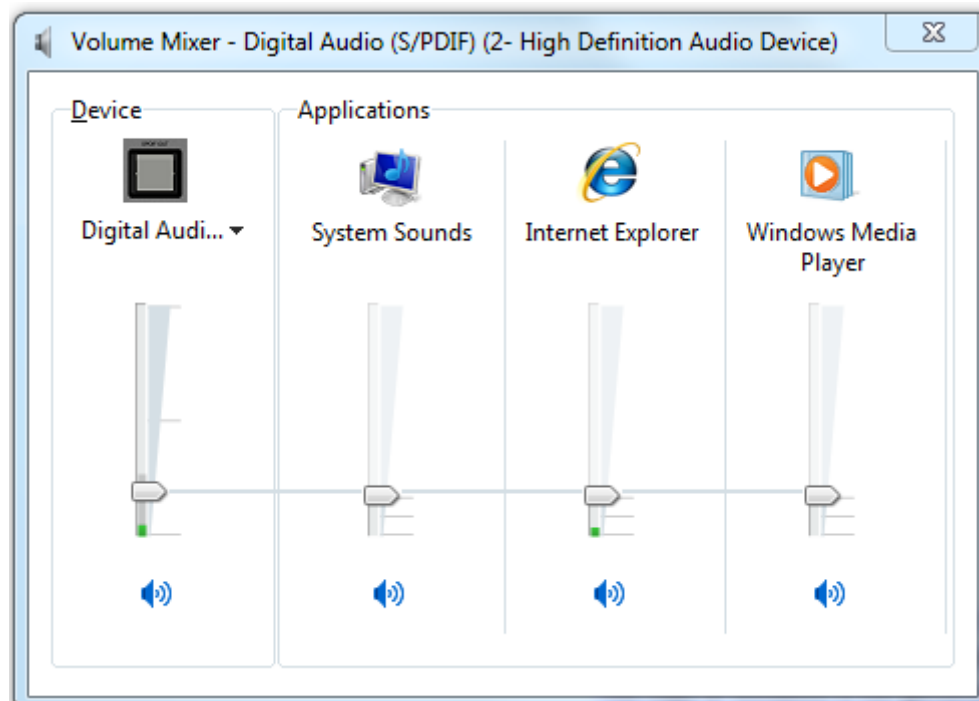 Volume Mixer - Digital Audio (S/PDIF) (2- High Definition Audio Device)
Device
Applications
Digital Audi...
System Sounds
Internet Explorer
Windows Media
Player